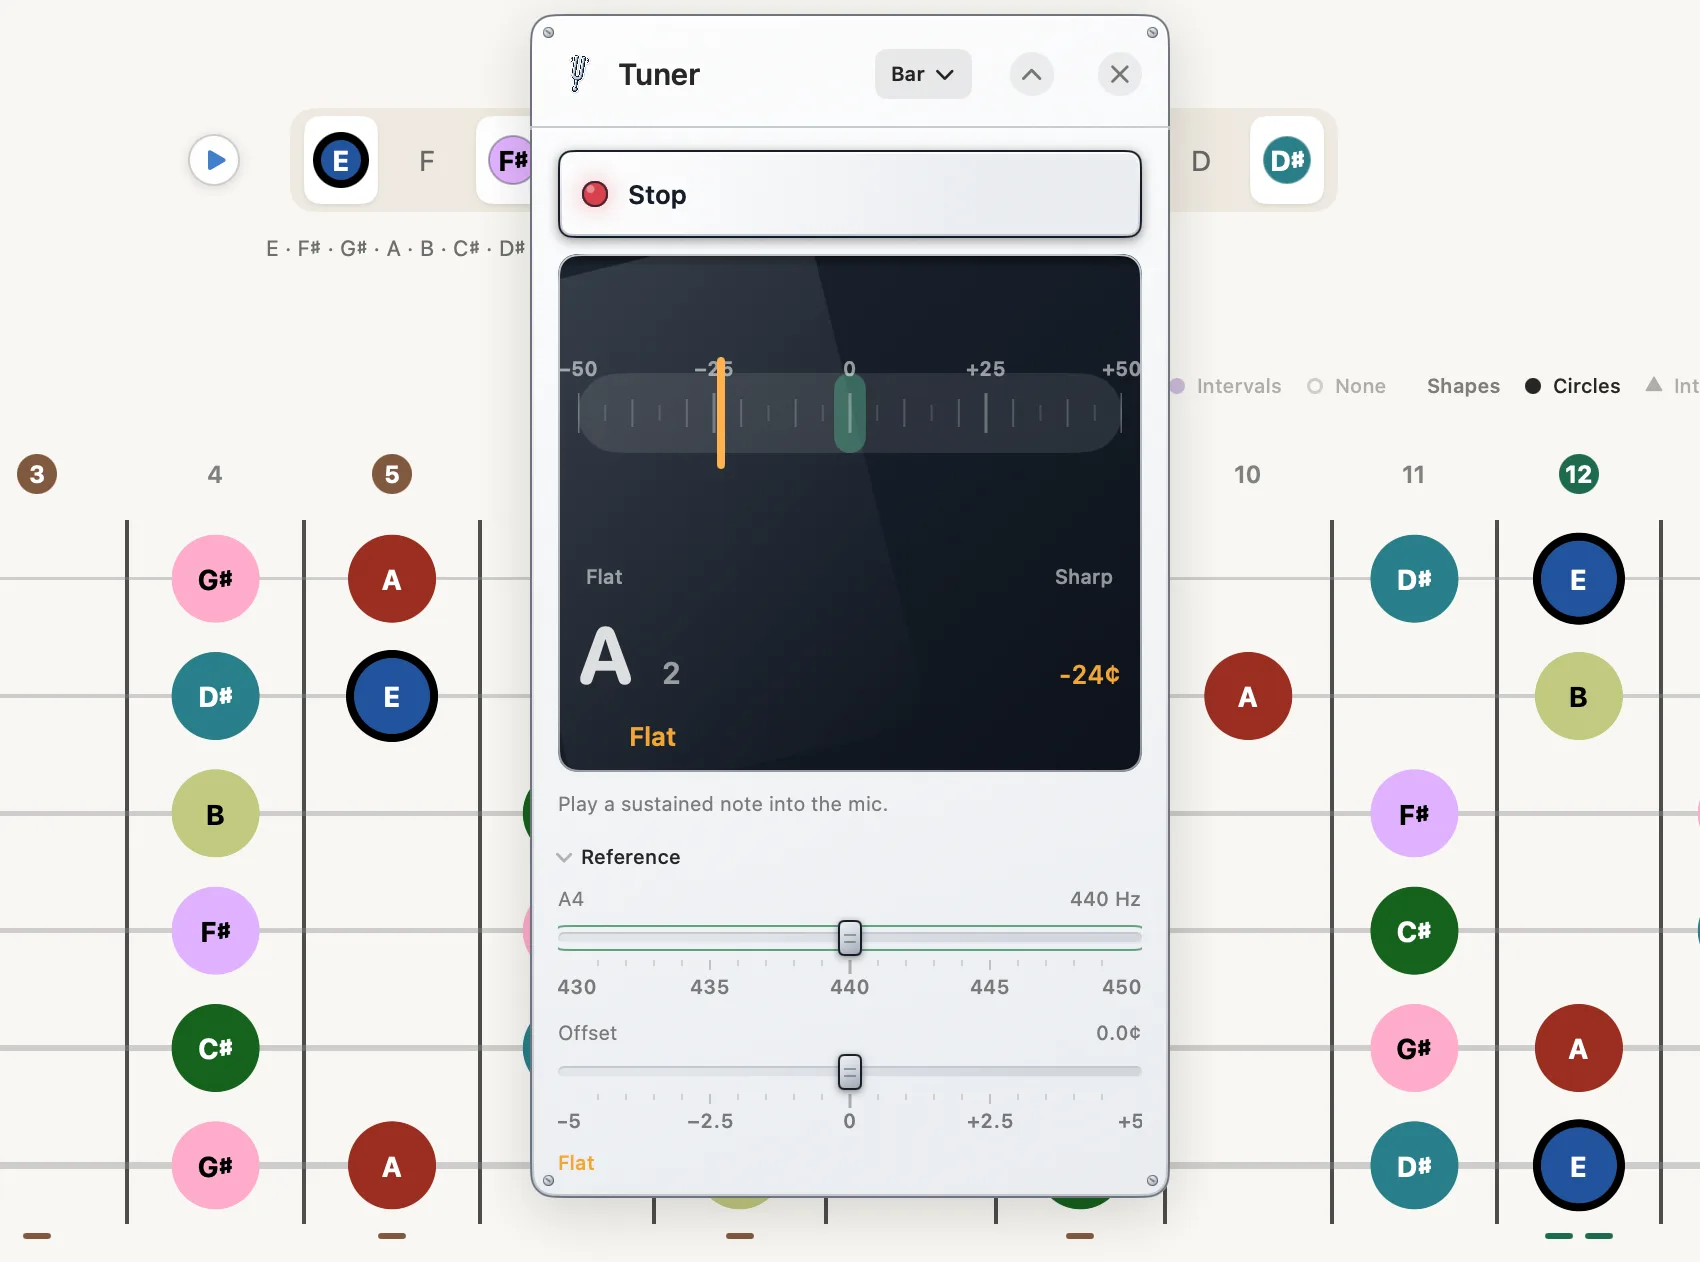 Tuner
Bar
E F F# D D#
Stop
E · F# · G# · A · B · C# · D#
−50 −25 0 +25 +50
Intervals None Shapes Circles Int
3 4 5 10 11 12
Flat Sharp
G# A D# E
A 2 -24¢
D# E A B
Flat
Play a sustained note into the mic.
B F#
Reference
A4 440 Hz
F# C#
430 435 440 445 450
Offset 0.0¢
C# G# A
−5 −2.5 0 +2.5 +5
Flat
G# A D# E